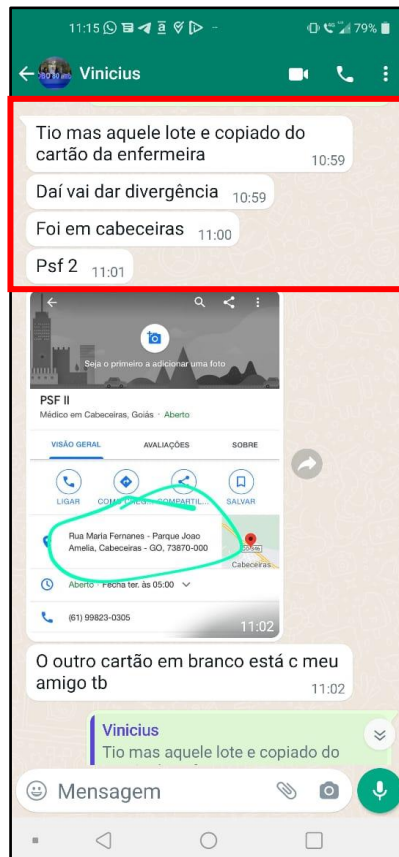 11:15
79%
Vinicius
Tio mas aquele lote e copiado do
cartão da enfermeira
10:59
Daí vai dar divergência 10:59
Foi em cabeceiras 11:00
Psf 2 11:01
Seja o primeiro a adicionar uma foto
PSF II
Médico em Cabeceiras, Goiás · Aberto
VISÃO GERAL AVALIAÇÕES SOBRE
LIGAR COMPARTIL... SALVAR
Rua Maria Fernanes - Parque Joao
Amelia, Cabeceiras - GO, 73870-000
Cabeceiras
Aberto · Fecha ter. às 05:00
(61) 99823-0305
11:02
O outro cartão em branco está c meu
amigo tb
11:02
Vinicius
Tio mas aquele lote e copiado do
Mensagem